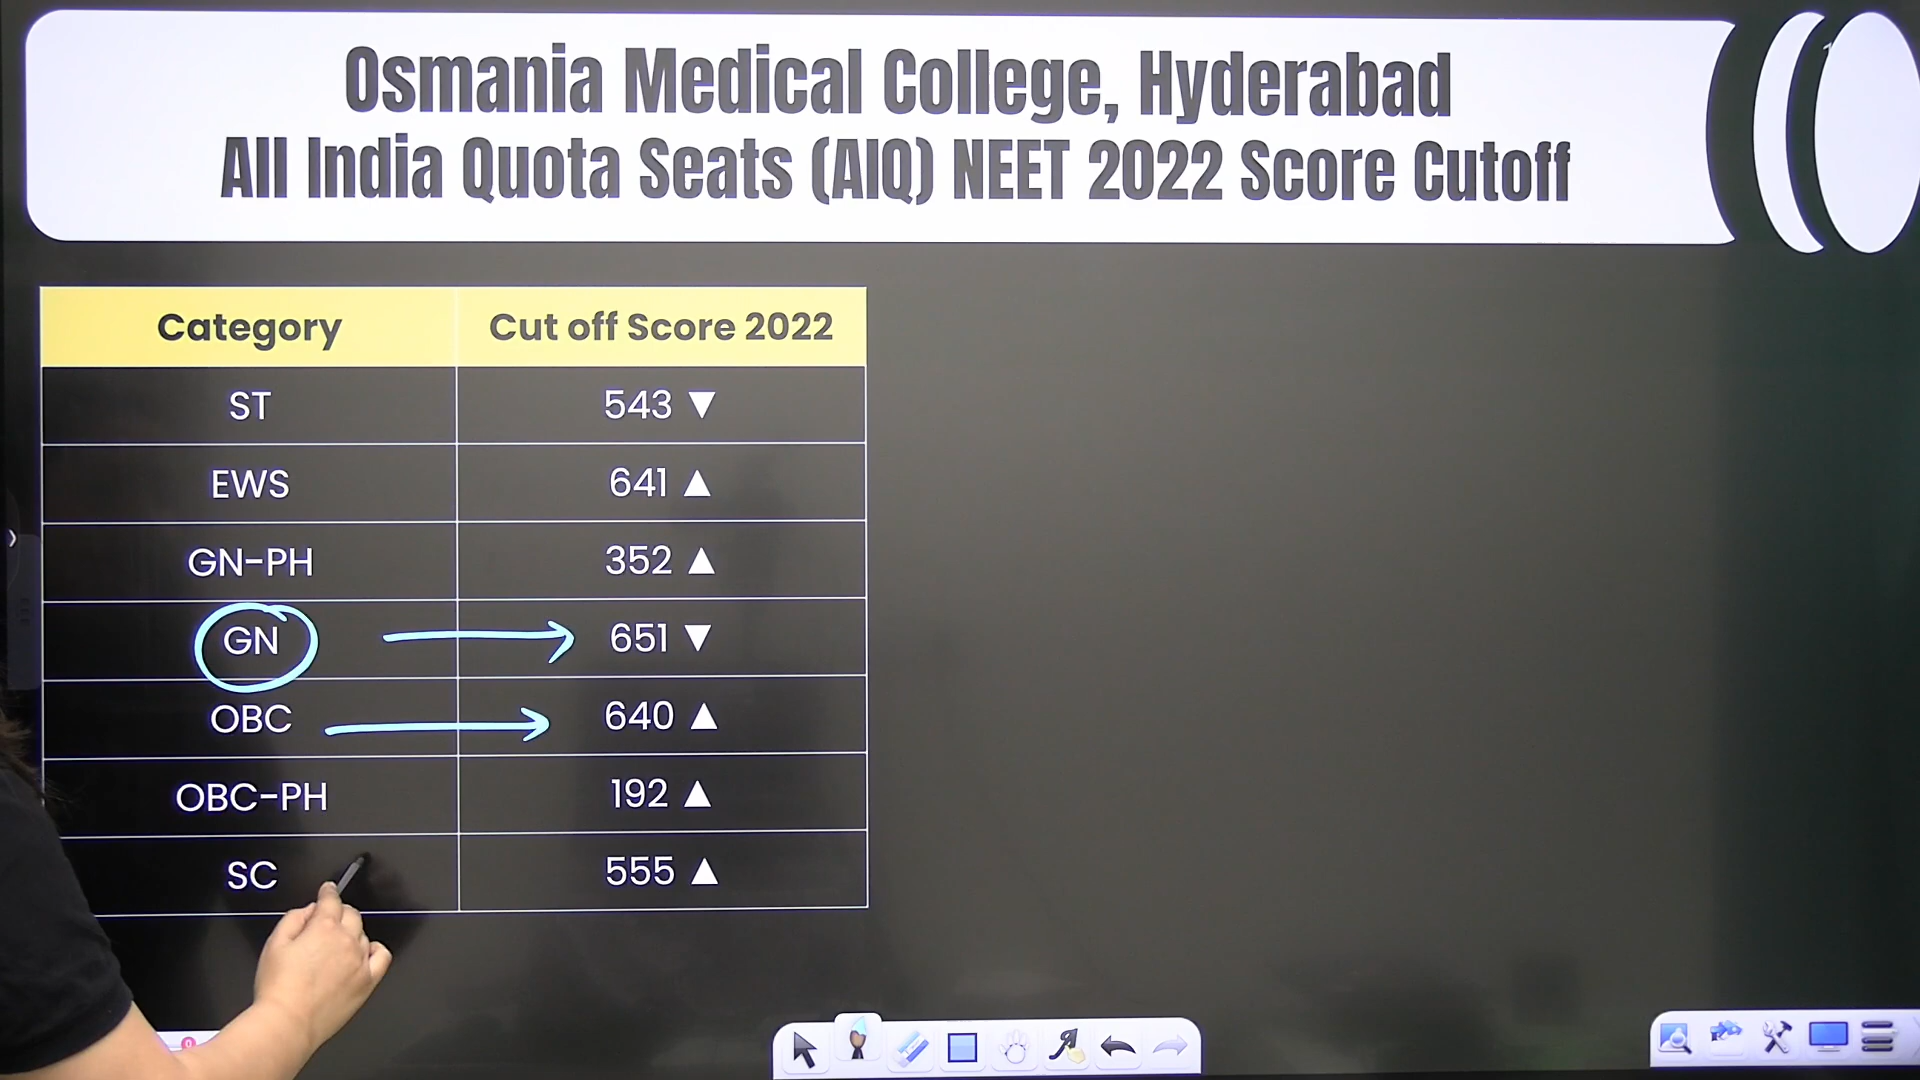 Osmania Medical College, Hyderabad
All India Quota Seats (AIQ) NEET 2022 Score Cutoff
Category Cut off Score 2022
ST 543 ▼
EWS 641 ▲
GN-PH 352 ▲
GN 651 ▼
OBC 640 ▲
OBC-PH 192 ▲
SC 555 ▲
0